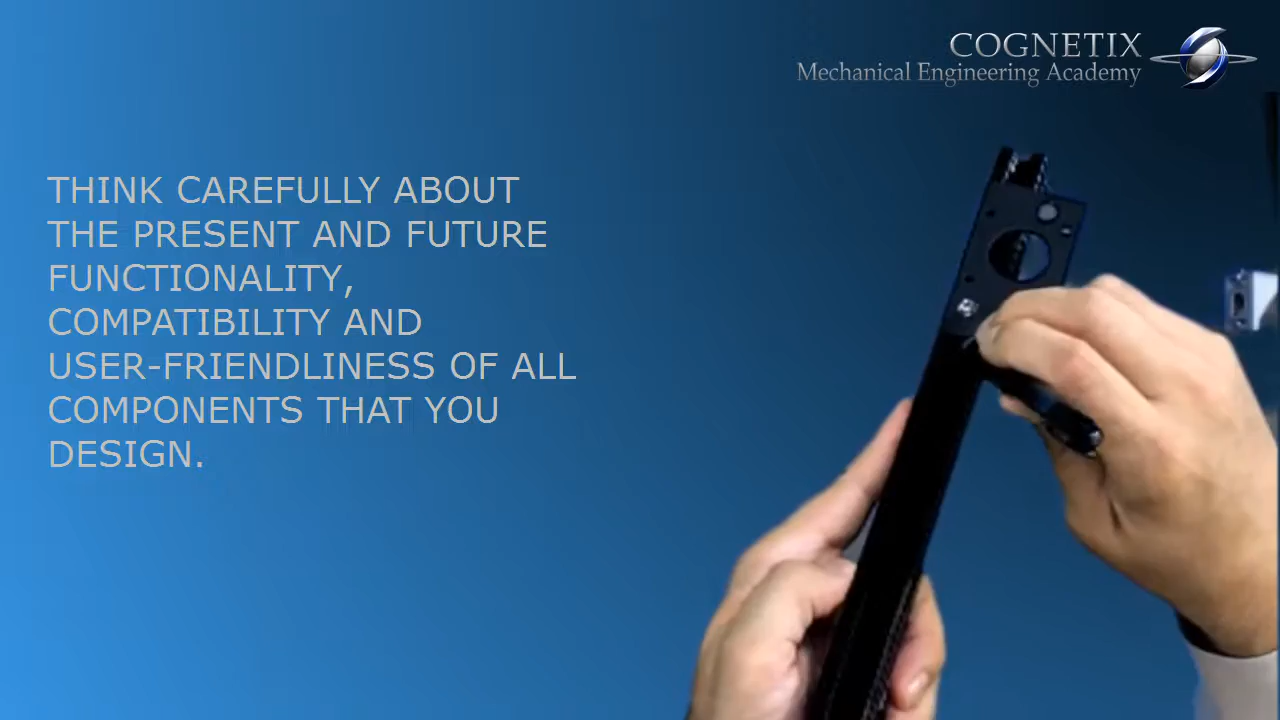 COGNETIX
Mechanical Engineering Academy
THINK CAREFULLY ABOUT
THE PRESENT AND FUTURE
FUNCTIONALITY,
COMPATIBILITY AND
USER-FRIENDLINESS OF ALL
COMPONENTS THAT YOU
DESIGN.